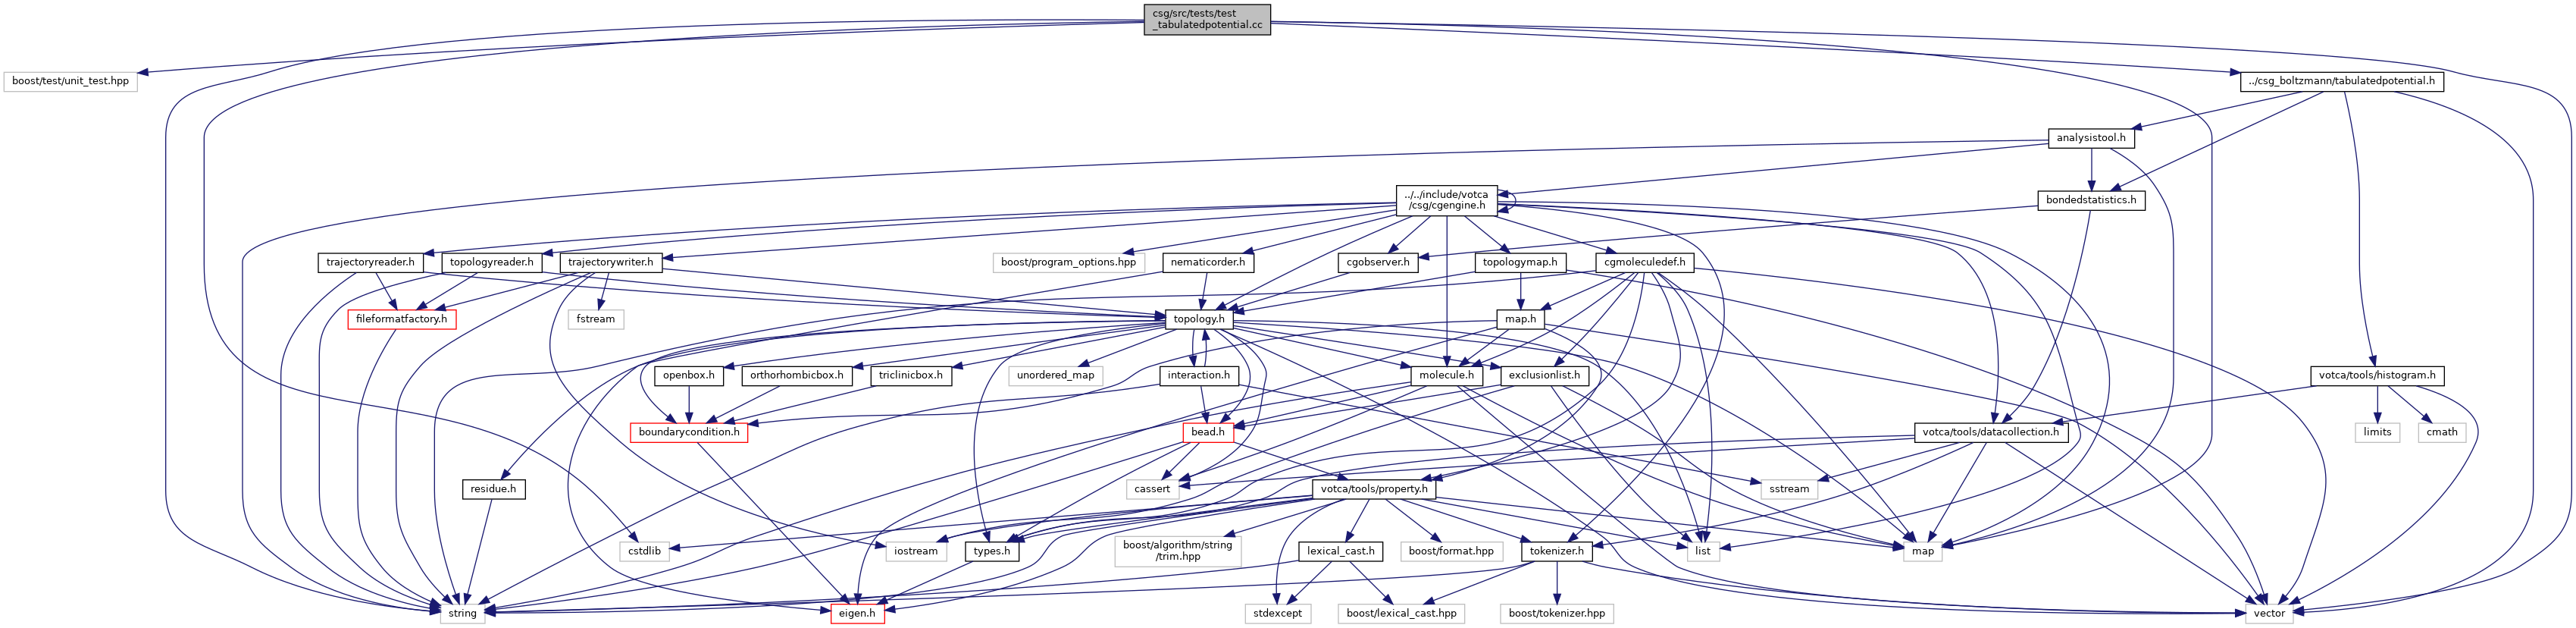 csg/src/tests/test
_tabulatedpotential.cc
boost/test/unit_test.hpp
../csg_boltzmann/tabulatedpotential.h
analysistool.h
../../include/votca
/csg/cgengine.h
bondedstatistics.h
trajectoryreader.h
topologyreader.h
trajectorywriter.h
boost/program_options.hpp
nematicorder.h
cgobserver.h
topologymap.h
cgmoleculedef.h
fileformatfactory.h
fstream
topology.h
map.h
openbox.h
orthorhombicbox.h
triclinicbox.h
unordered_map
interaction.h
molecule.h
exclusionlist.h
votca/tools/histogram.h
boundarycondition.h
bead.h
votca/tools/datacollection.h
limits
cmath
residue.h
cassert
votca/tools/property.h
sstream
cstdlib
iostream
types.h
boost/algorithm/string
/trim.hpp
lexical_cast.h
boost/format.hpp
tokenizer.h
list
map
string
eigen.h
stdexcept
boost/lexical_cast.hpp
boost/tokenizer.hpp
vector